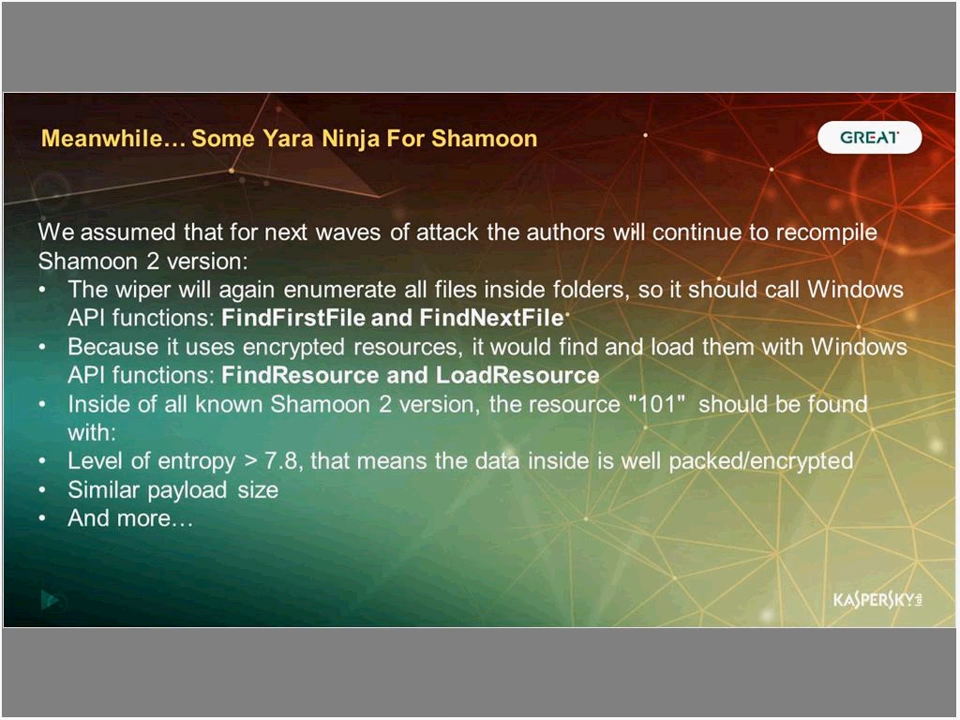 Meanwhile… Some Yara Ninja For Shamoon
GREAT
We assumed that for next waves of attack the authors will continue to recompile
Shamoon 2 version:
• The wiper will again enumerate all files inside folders, so it should call Windows
API functions: FindFirstFile and FindNextFile
• Because it uses encrypted resources, it would find and load them with Windows
API functions: FindResource and LoadResource
• Inside of all known Shamoon 2 version, the resource "101" should be found
with:
• Level of entropy > 7.8, that means the data inside is well packed/encrypted
• Similar payload size
• And more…
KASPERSKY lab